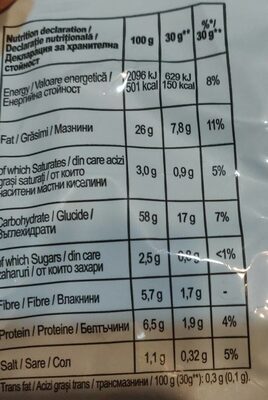 Nutrition declaration /
Declarație nutrițională /
Декларация за хранителна
стойност
100 g 30 g** %*/ 30 g**
Energy / Valoare energetică /
Енергийна стойност
2096 kJ 629 kJ
501 kcal 150 kcal 8%
Fat / Grăsimi / Мазнини 26 g 7,8 g 11%
of which Saturates / din care acizi
grași saturați / от които
наситени мастни киселини
3,0 g 0,9 g 5%
Carbohydrate / Glucide /
Въглехидрати
58 g 17 g 7%
of which Sugars / din care
zaharuri / от които захари
2,5 g 0,8 g <1%
Fibre / Fibre / Влакнини 5,7 g 1,7 g -
Protein / Proteine / Белтъчини 6,5 g 1,9 g 4%
Salt / Sare / Сол 1,1 g 0,32 g 5%
Trans fat / Acizi grași trans / трансмазнини / 100 g (30g**): 0,3 g (0,1 g).